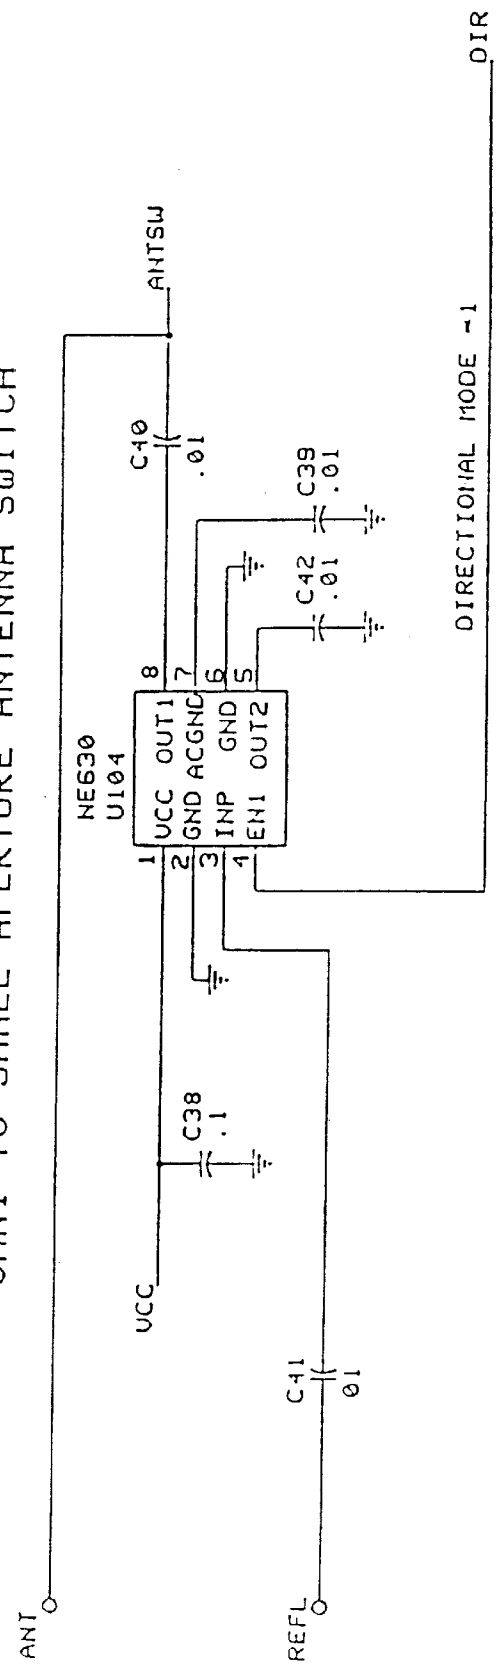 TO SMALL APERTURE ANTENNA SWITCH
ANT
NE630
U104
VCC
1 VCC OUT1 8
2 GND ACGND 7
3 INP GND 6
4 EN1 OUT2 5
C38
.1
C40
.01
ANTSW
C39
.01
C42
.01
REFL
C41
01
DIRECTIONAL MODE -1
DIR